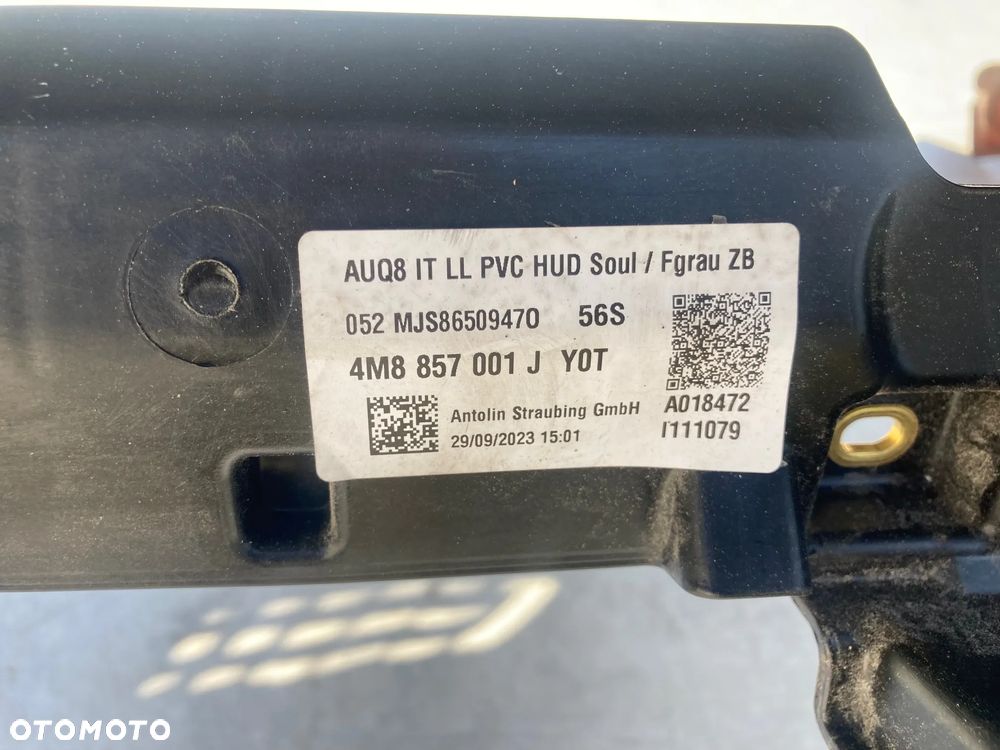 AUQ8 IT LL PVC HUD Soul / Fgrau ZB
052 MJS86509470 56S
4M8 857 001 J Y0T
Antolin Straubing GmbH
29/09/2023 15:01
A018472
I111079
OTOMOTO